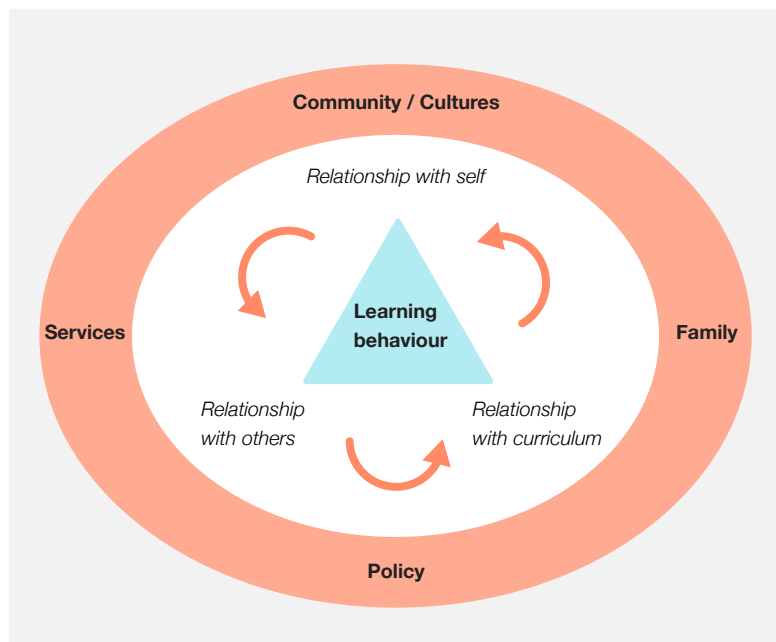 Community / Cultures
Relationship with self
Learning
behaviour
Services
Family
Relationship
with others
Relationship
with curriculum
Policy